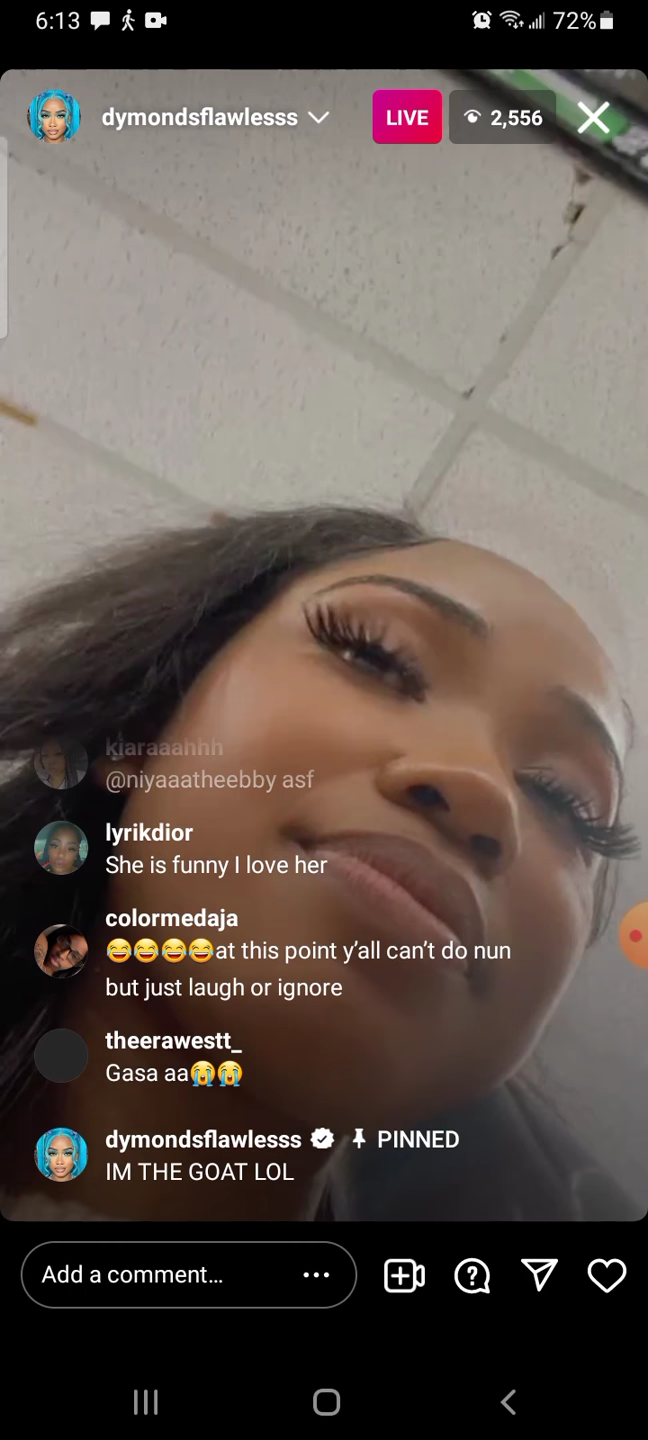 6:13
72%
dymondsflawlesss
LIVE
2,556
kiaraaahhh
@niyaaatheebby asf
lyrikdior
She is funny I love her
colormedaja
😂😂😂😂at this point y’all can’t do nun
but just laugh or ignore
theerawestt_
Gasa aa😭😭
dymondsflawlesss PINNED
IM THE GOAT LOL
Add a comment…